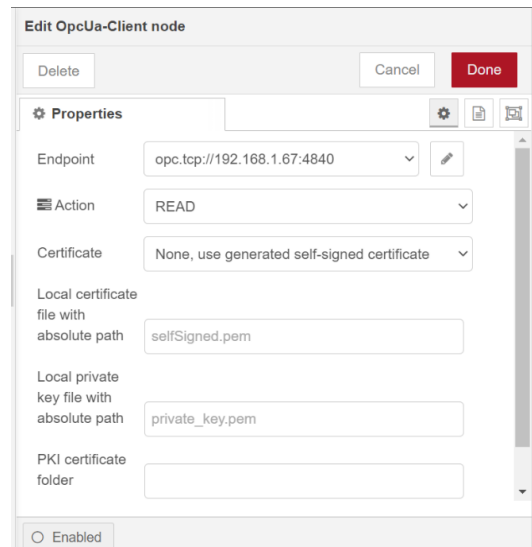 Edit OpcUa-Client node
Delete
Cancel
Done
Properties
Endpoint
opc.tcp://192.168.1.67:4840
Action
READ
Certificate
None, use generated self-signed certificate
Local certificate
file with
absolute path
selfSigned.pem
Local private
key file with
absolute path
private_key.pem
PKI certificate
folder
Enabled